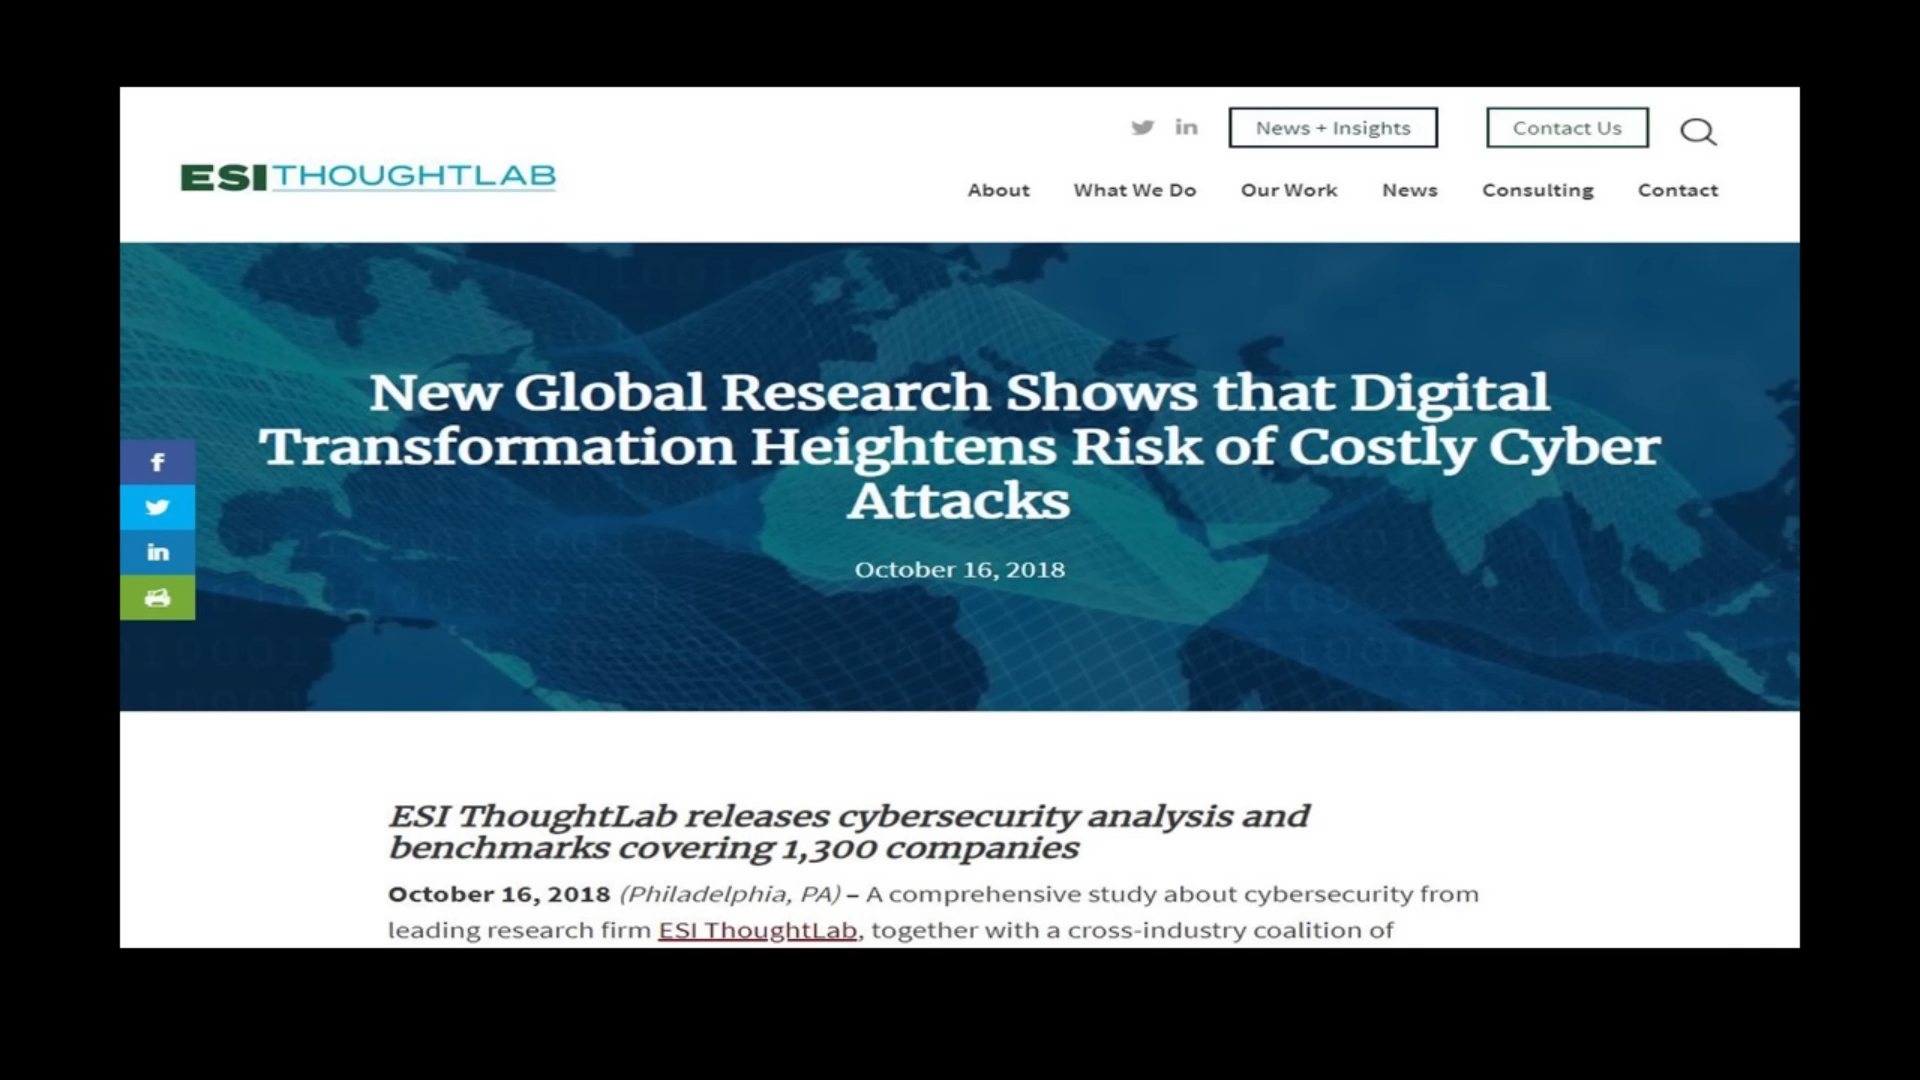 News + Insights
Contact Us
ESITHOUGHTLAB
About What We Do Our Work News Consulting Contact
New Global Research Shows that Digital
Transformation Heightens Risk of Costly Cyber
Attacks
October 16, 2018
ESI ThoughtLab releases cybersecurity analysis and
benchmarks covering 1,300 companies
October 16, 2018 (Philadelphia, PA) – A comprehensive study about cybersecurity from
leading research firm ESI ThoughtLab, together with a cross-industry coalition of